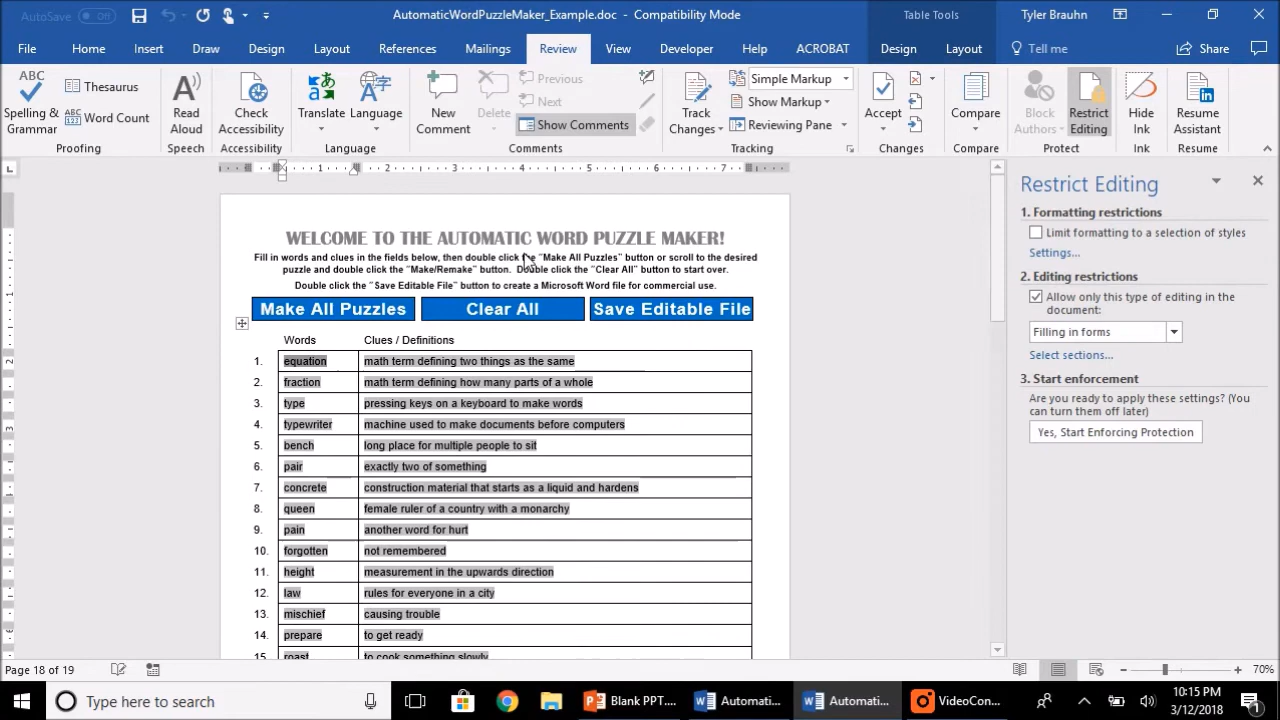 AutoSave Off
AutomaticWordPuzzleMaker_Example.doc - Compatibility Mode
Table Tools
Tyler Brauhn
File Home Insert Draw Design Layout References Mailings Review View Developer Help ACROBAT Design Layout Tell me Share
ABC
Spelling & Grammar
Thesaurus
Word Count
Proofing
Read Aloud
Speech
Check Accessibility
Accessibility
Translate
Language
Language
New Comment
Delete
Previous
Next
Show Comments
Comments
Track Changes
Simple Markup
Show Markup
Reviewing Pane
Tracking
Accept
Changes
Compare
Compare
Block Authors
Restrict Editing
Protect
Hide Ink
Ink
Resume Assistant
Resume
1 2 3 4 5 6 7
WELCOME TO THE AUTOMATIC WORD PUZZLE MAKER!
Fill in words and clues in the fields below, then double click the "Make All Puzzles" button or scroll to the desired
puzzle and double click the "Make/Remake" button. Double click the "Clear All" button to start over.
Double click the "Save Editable File" button to create a Microsoft Word file for commercial use.
Make All Puzzles Clear All Save Editable File
Words Clues / Definitions
1. equation math term defining two things as the same
2. fraction math term defining how many parts of a whole
3. type pressing keys on a keyboard to make words
4. typewriter machine used to make documents before computers
5. bench long place for multiple people to sit
6. pair exactly two of something
7. concrete construction material that starts as a liquid and hardens
8. queen female ruler of a country with a monarchy
9. pain another word for hurt
10. forgotten not remembered
11. height measurement in the upwards direction
12. law rules for everyone in a city
13. mischief causing trouble
14. prepare to get ready
15. roast to cook something slowly
Restrict Editing
1. Formatting restrictions
Limit formatting to a selection of styles
Settings...
2. Editing restrictions
Allow only this type of editing in the
document:
Filling in forms
Select sections...
3. Start enforcement
Are you ready to apply these settings? (You
can turn them off later)
Yes, Start Enforcing Protection
Page 18 of 19
70%
Type here to search
Blank PPT....
Automati...
Automati...
VideoCon...
10:15 PM
3/12/2018
1